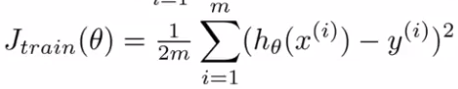 J_{train}(θ) = \frac{1}{2m} \sum_{i=1}^{m} (h_θ(x^{(i)}) − y^{(i)})^2